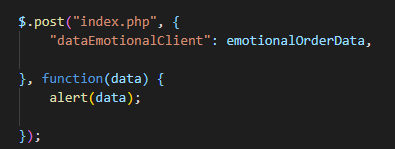 $.post("index.php", {
"dataEmotionalClient": emotionalOrderData,
}, function(data) {
alert(data);
});